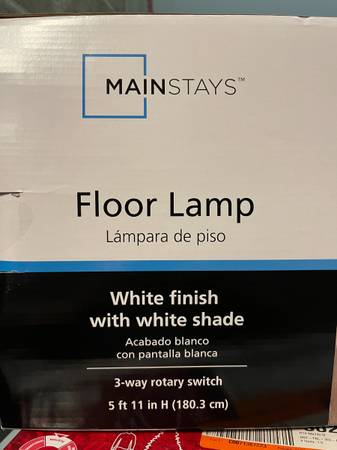 MAINSTAYS™
Floor Lamp
Lámpara de piso
White finish
with white shade
Acabado blanco
con pantalla blanca
3-way rotary switch
5 ft 11 in H (180.3 cm)